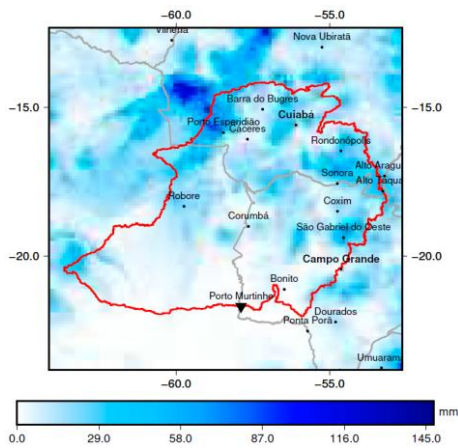 −60.0 −55.0
Vilhena
Nova Ubiratã
−15.0 −15.0
Barra do Bugres
Cuiabá
Porto Esperidião
Cáceres
Rondonópolis
Alto Aragu
Sonora
Alto Taqua
Robore
Coxim
Corumbá
São Gabriel do Oeste
−20.0 −20.0
Campo Grande
Bonito
Porto Murtinho
Dourados
Ponta Porã
Umuaram
−60.0 −55.0
mm
0.0 29.0 58.0 87.0 116.0 145.0